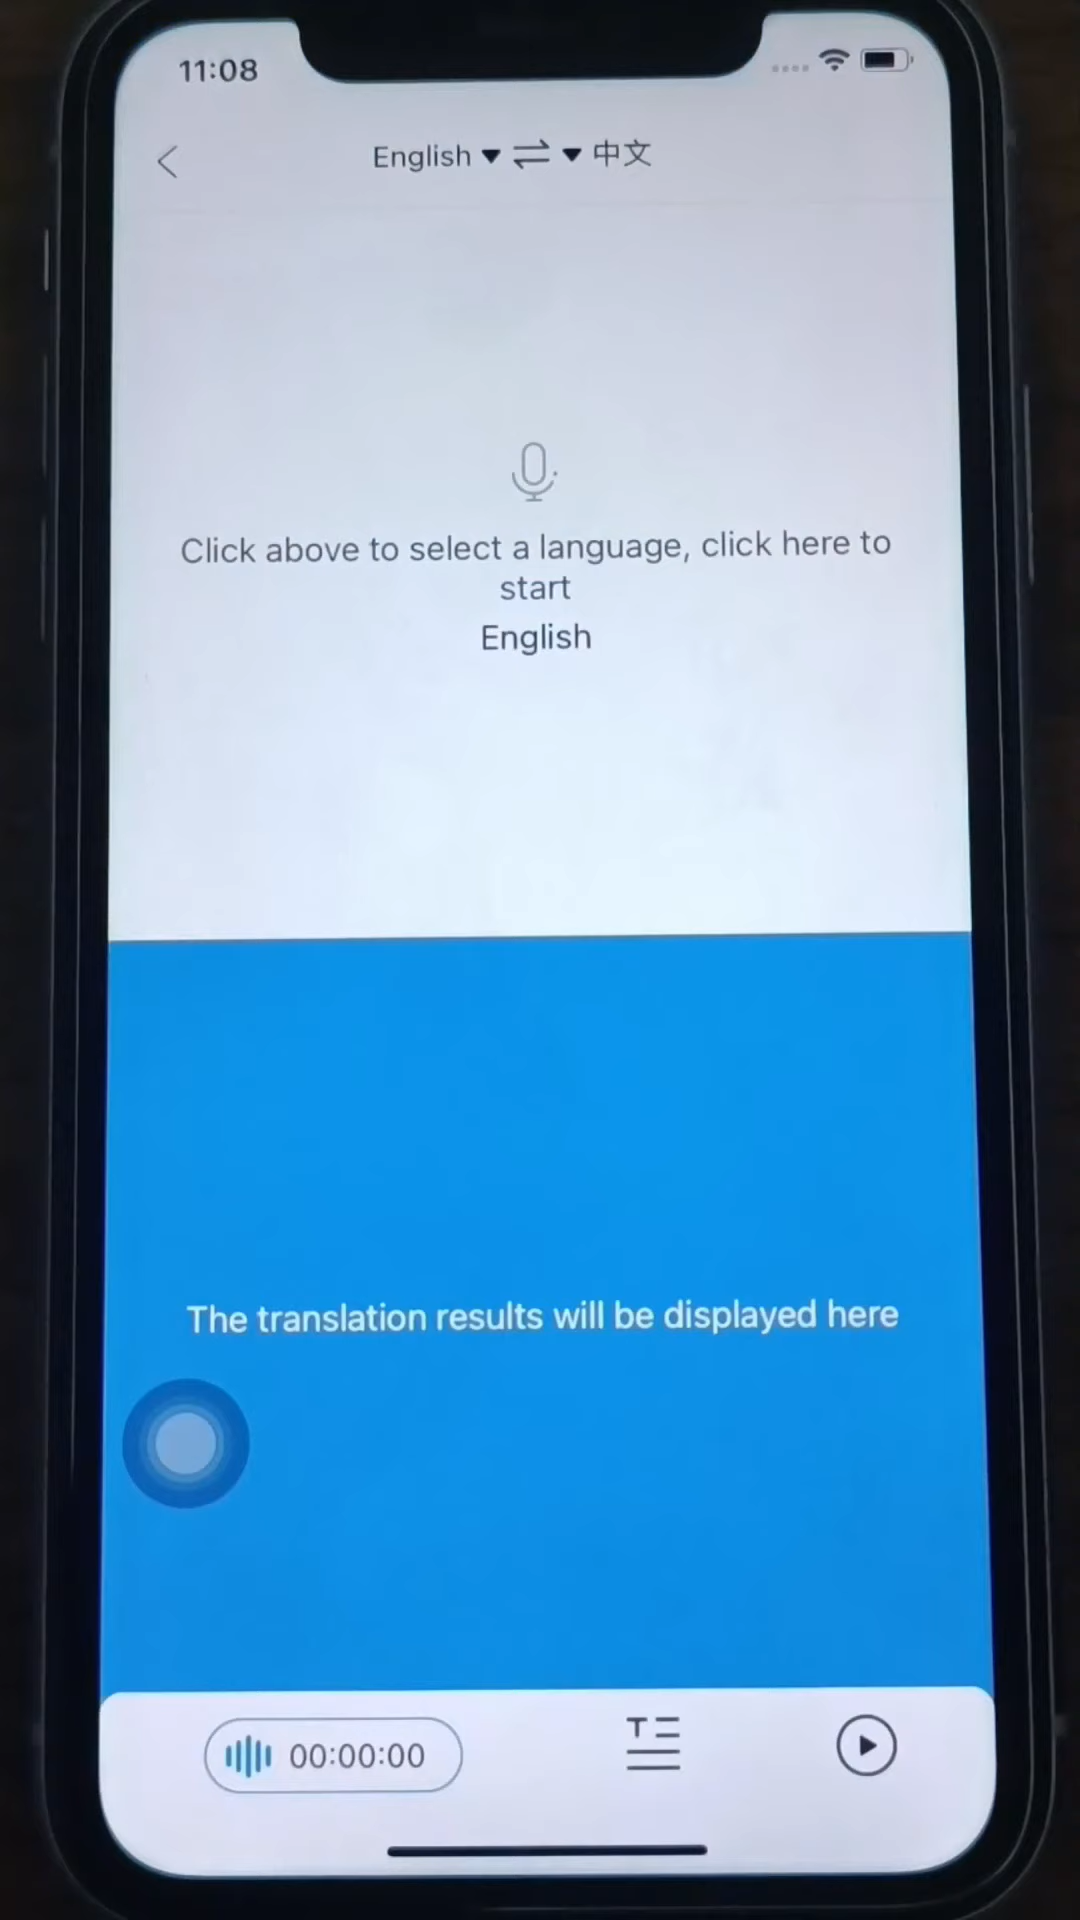 11:08
English 中文
Click above to select a language, click here to
start
English
The translation results will be displayed here
00:00:00